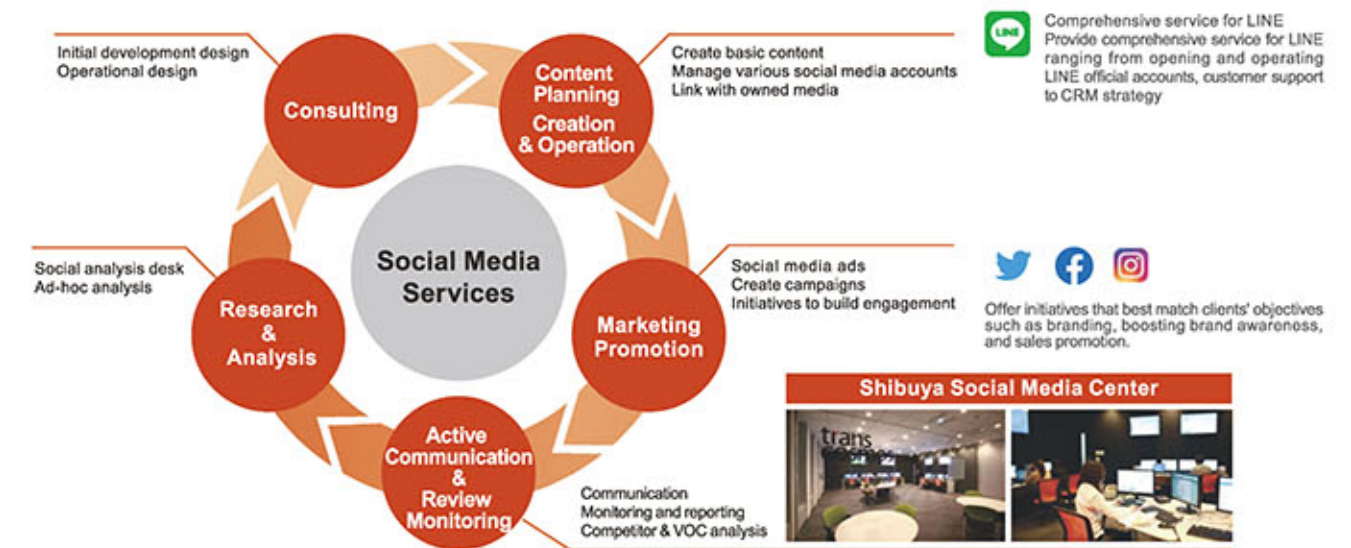 Initial development design
Operational design
Consulting
Content
Planning
Creation
& Operation
Create basic content
Manage various social media accounts
Link with owned media
LINE
Comprehensive service for LINE
Provide comprehensive service for LINE
ranging from opening and operating
LINE official accounts, customer support
to CRM strategy
Social analysis desk
Ad-hoc analysis
Research
&
Analysis
Social Media
Services
Marketing
Promotion
Social media ads
Create campaigns
Initiatives to build engagement
Offer initiatives that best match clients' objectives
such as branding, boosting brand awareness,
and sales promotion.
Active
Communication
&
Review
Monitoring
Communication
Monitoring and reporting
Competitor & VOC analysis
Shibuya Social Media Center
trans
cosmos